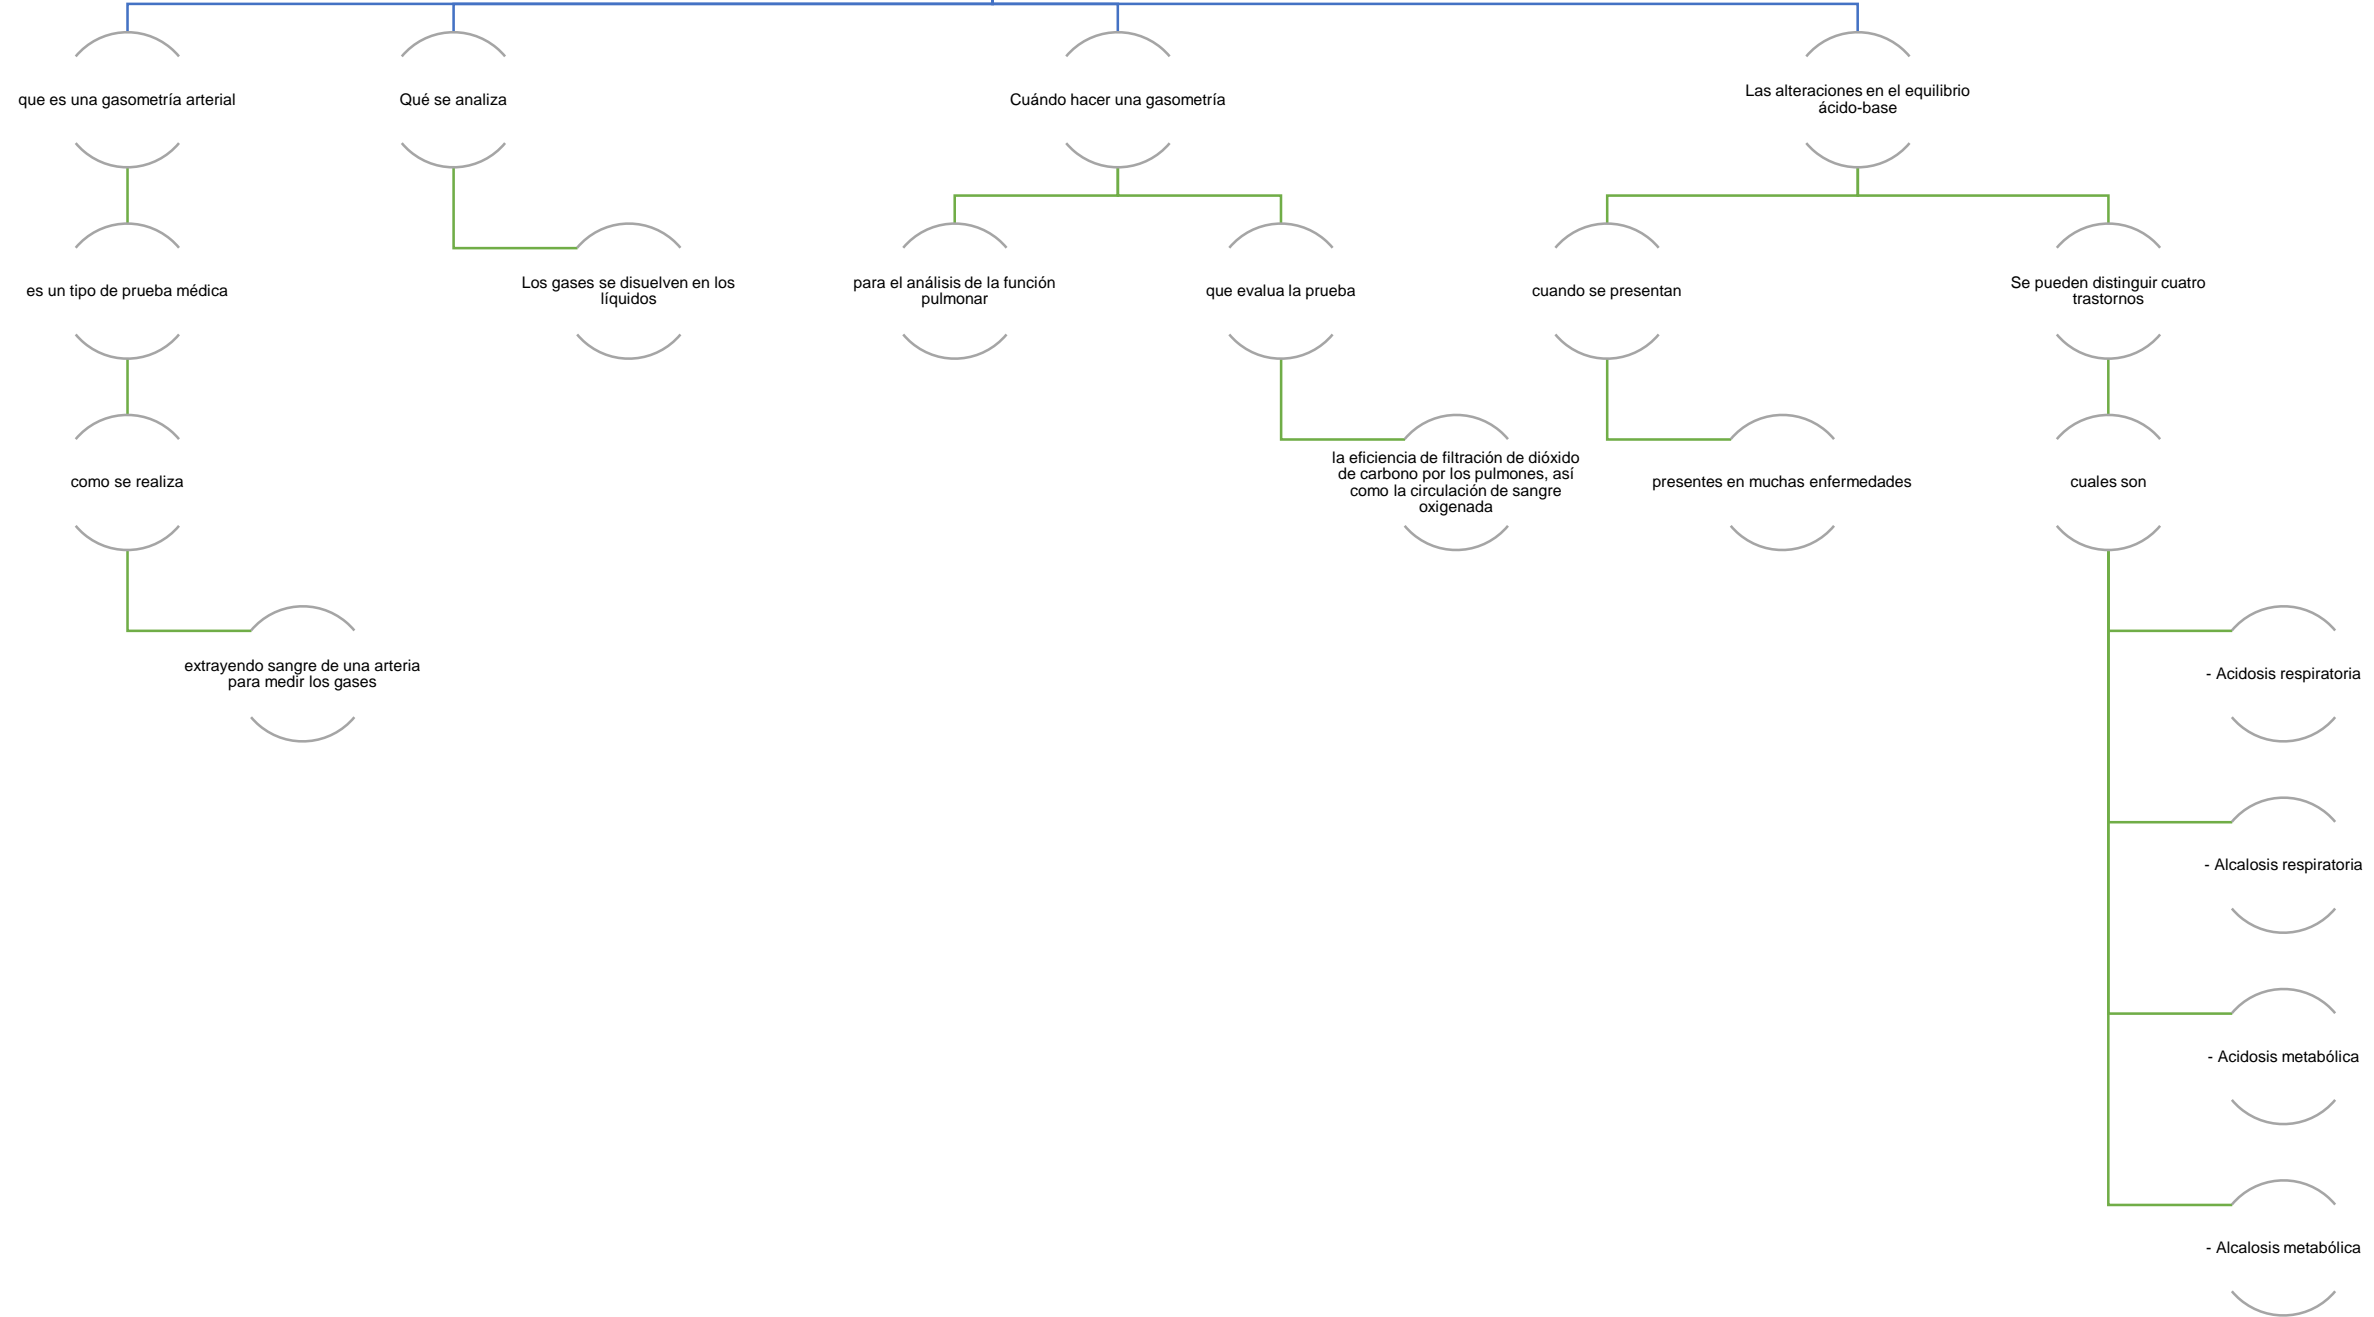 que es una gasometría arterial
Qué se analiza
Cuándo hacer una gasometría
Las alteraciones en el equilibrio
ácido-base
es un tipo de prueba médica
Los gases se disuelven en los
líquidos
para el análisis de la función
pulmonar
que evalua la prueba
cuando se presentan
Se pueden distinguir cuatro
trastornos
como se realiza
la eficiencia de filtración de dióxido
de carbono por los pulmones, así
como la circulación de sangre
oxigenada
presentes en muchas enfermedades
cuales son
extrayendo sangre de una arteria
para medir los gases
- Acidosis respiratoria
- Alcalosis respiratoria
- Acidosis metabólica
- Alcalosis metabólica